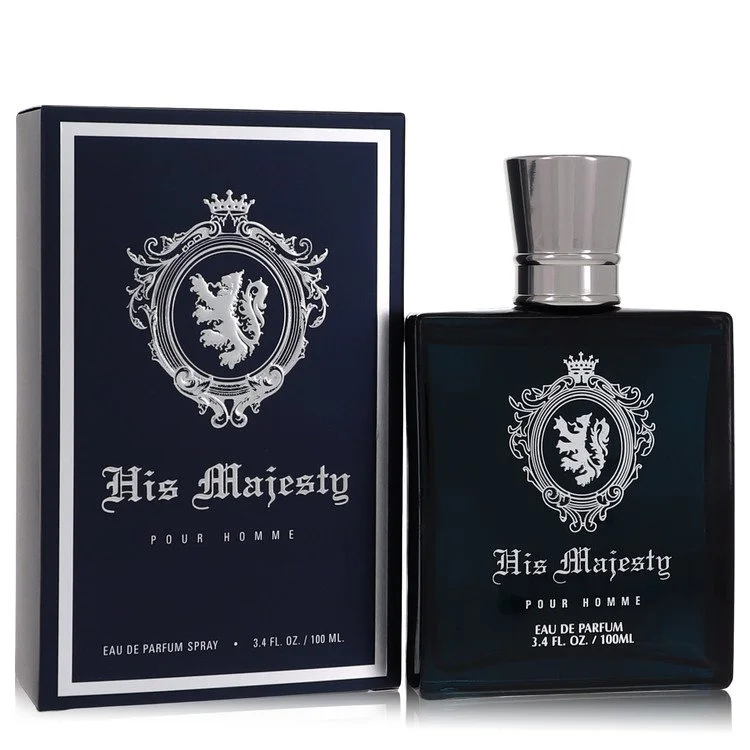 His Majesty
POUR HOMME
EAU DE PARFUM SPRAY • 3.4 FL. OZ. / 100 ML.
His Majesty
POUR HOMME
EAU DE PARFUM
3.4 FL. OZ. / 100ML